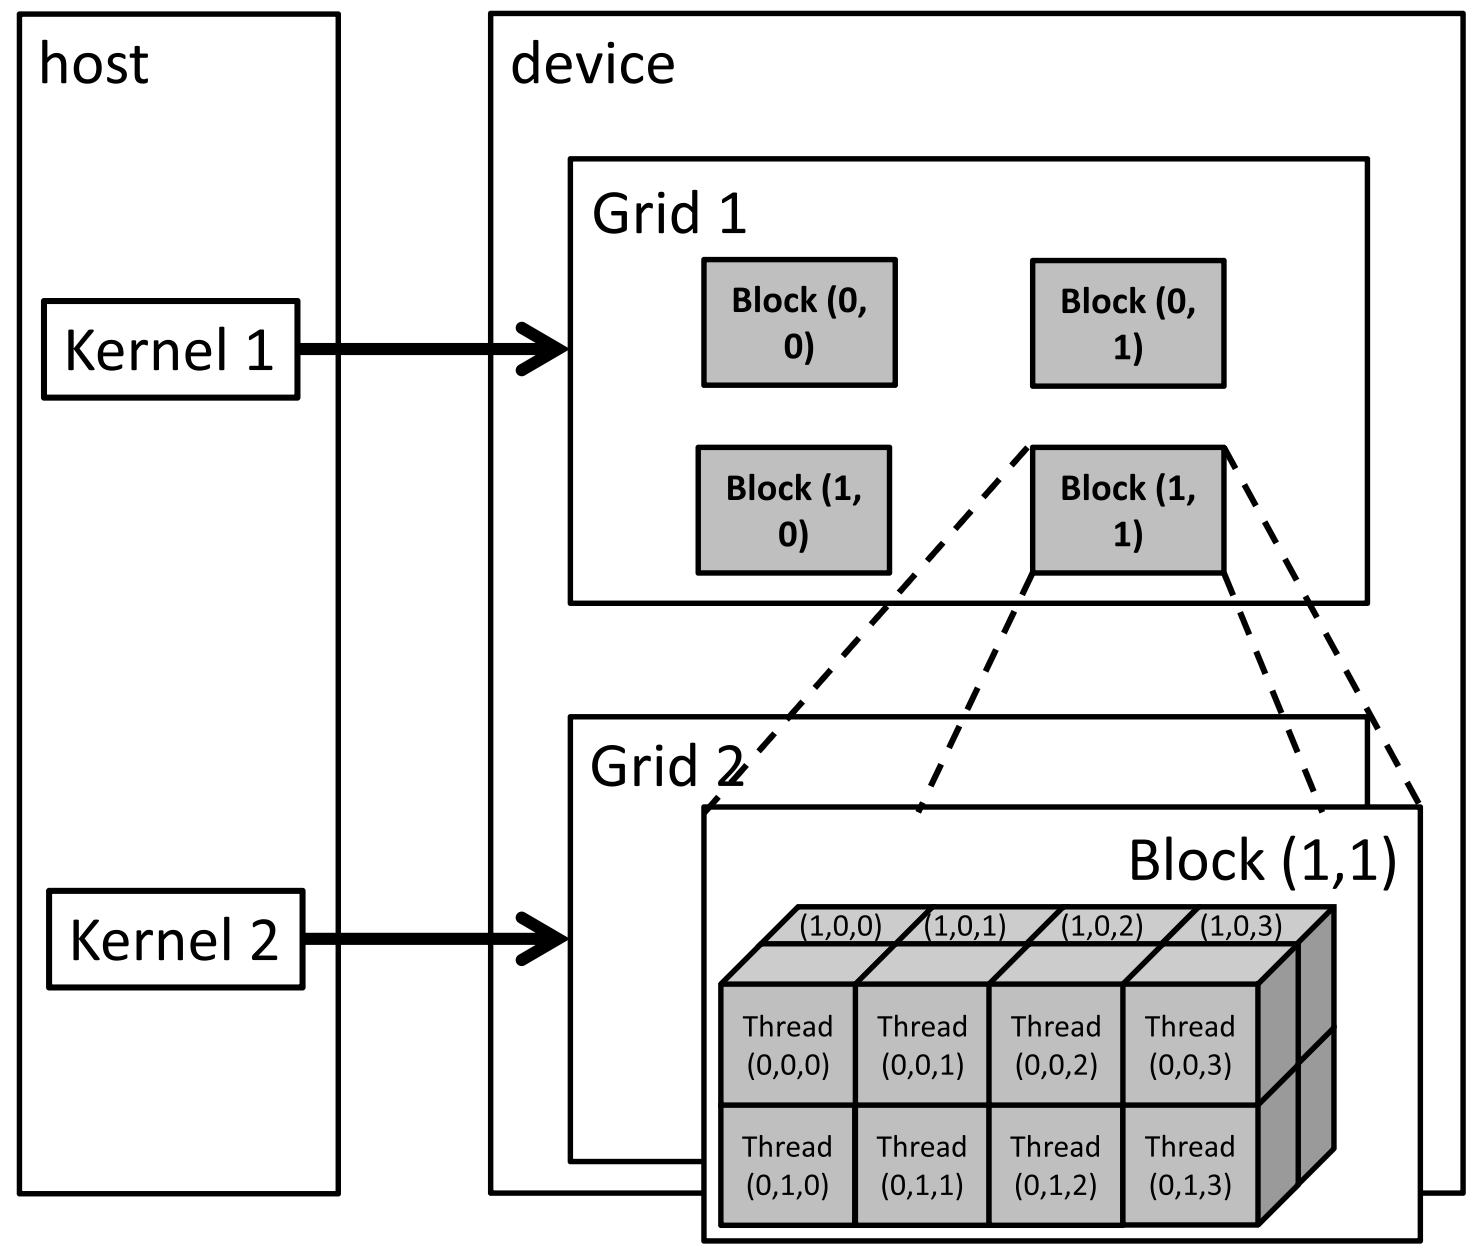 host
device
Grid 1
Block (0,
0)
Block (0,
1)
Kernel 1
Block (1,
0)
Block (1,
1)
Grid 2
Block (1,1)
Kernel 2
(1,0,0) (1,0,1) (1,0,2) (1,0,3)
Thread
(0,0,0)
Thread
(0,0,1)
Thread
(0,0,2)
Thread
(0,0,3)
Thread
(0,1,0)
Thread
(0,1,1)
Thread
(0,1,2)
Thread
(0,1,3)